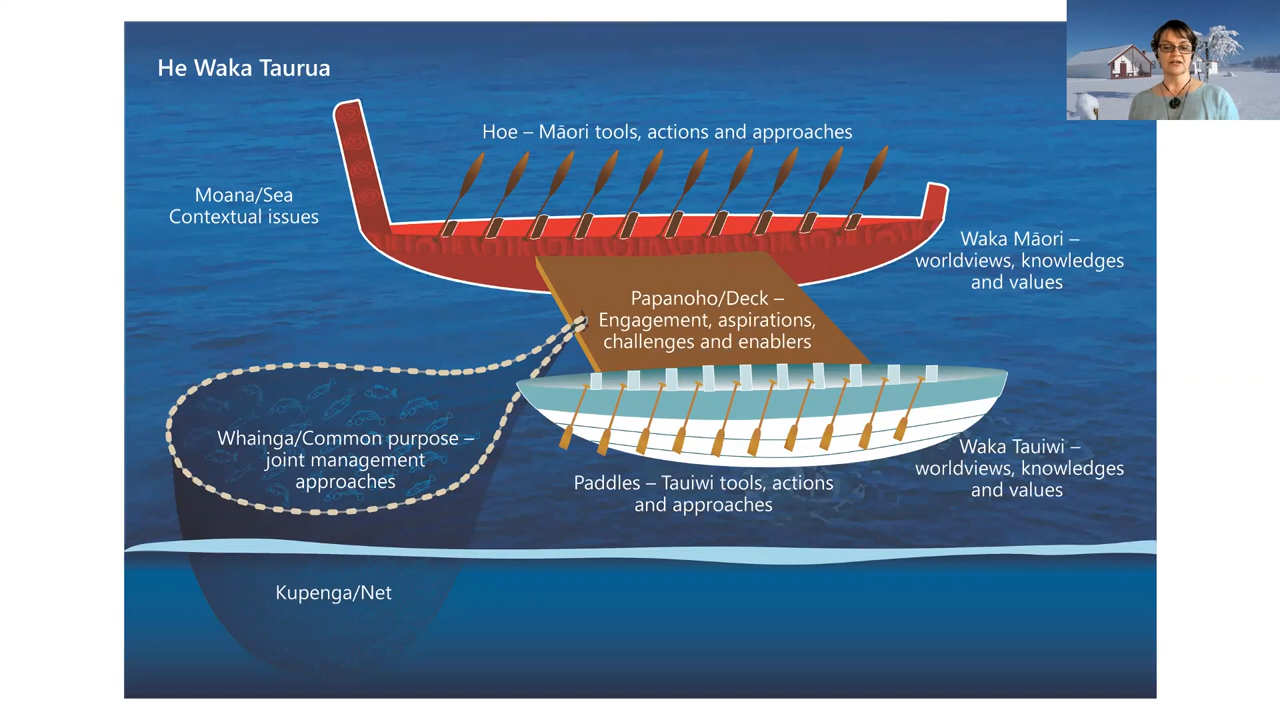 He Waka Taurua
Hoe – Māori tools, actions and approaches
Moana/Sea
Contextual issues
Waka Māori –
worldviews, knowledges
and values
Papanoho/Deck –
Engagement, aspirations,
challenges and enablers
Whainga/Common purpose –
joint management
approaches
Waka Tauiwi –
worldviews, knowledges
and values
Paddles – Tauiwi tools, actions
and approaches
Kupenga/Net